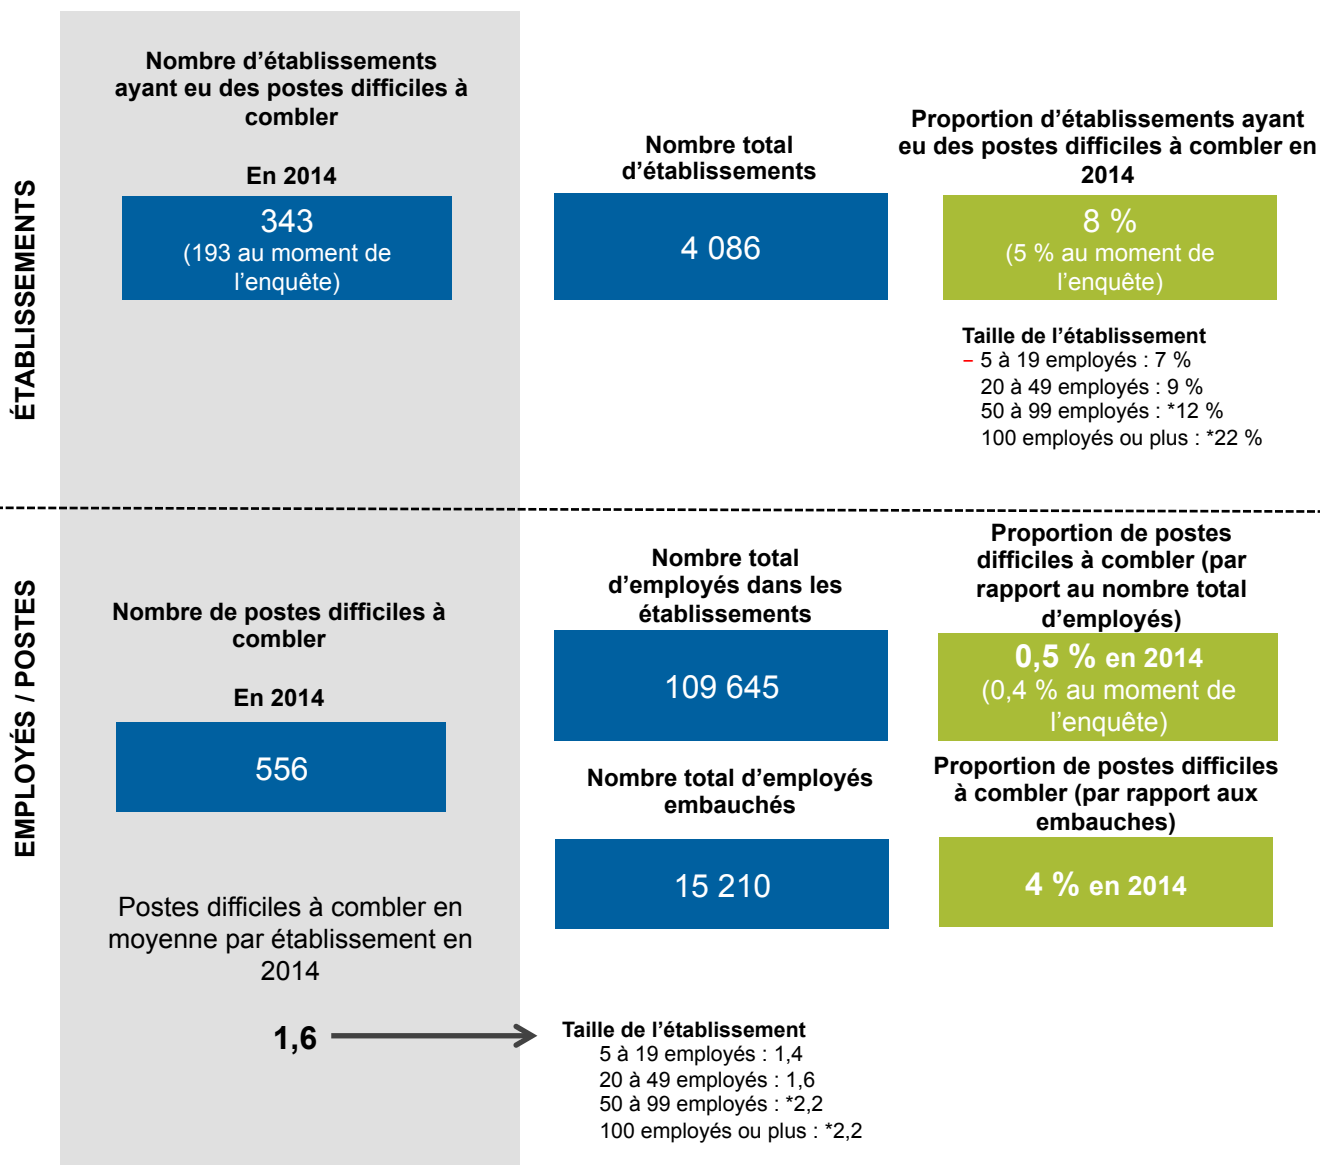 ÉTABLISSEMENTS
Nombre d’établissements
ayant eu des postes difficiles à
combler
En 2014
343
(193 au moment de
l’enquête)
Nombre total
d’établissements
4 086
Proportion d’établissements ayant
eu des postes difficiles à combler en
2014
8 %
(5 % au moment de
l’enquête)
Taille de l’établissement
– 5 à 19 employés : 7 %
20 à 49 employés : 9 %
50 à 99 employés : *12 %
100 employés ou plus : *22 %
EMPLOYÉS / POSTES
Nombre de postes difficiles à
combler
En 2014
556
Nombre total
d’employés dans les
établissements
109 645
Proportion de postes
difficiles à combler (par
rapport au nombre total
d’employés)
0,5 % en 2014
(0,4 % au moment de
l’enquête)
Nombre total d’employés
embauchés
15 210
Proportion de postes difficiles
à combler (par rapport aux
embauches)
4 % en 2014
Postes difficiles à combler en
moyenne par établissement en
2014
1,6
Taille de l’établissement
5 à 19 employés : 1,4
20 à 49 employés : 1,6
50 à 99 employés : *2,2
100 employés ou plus : *2,2